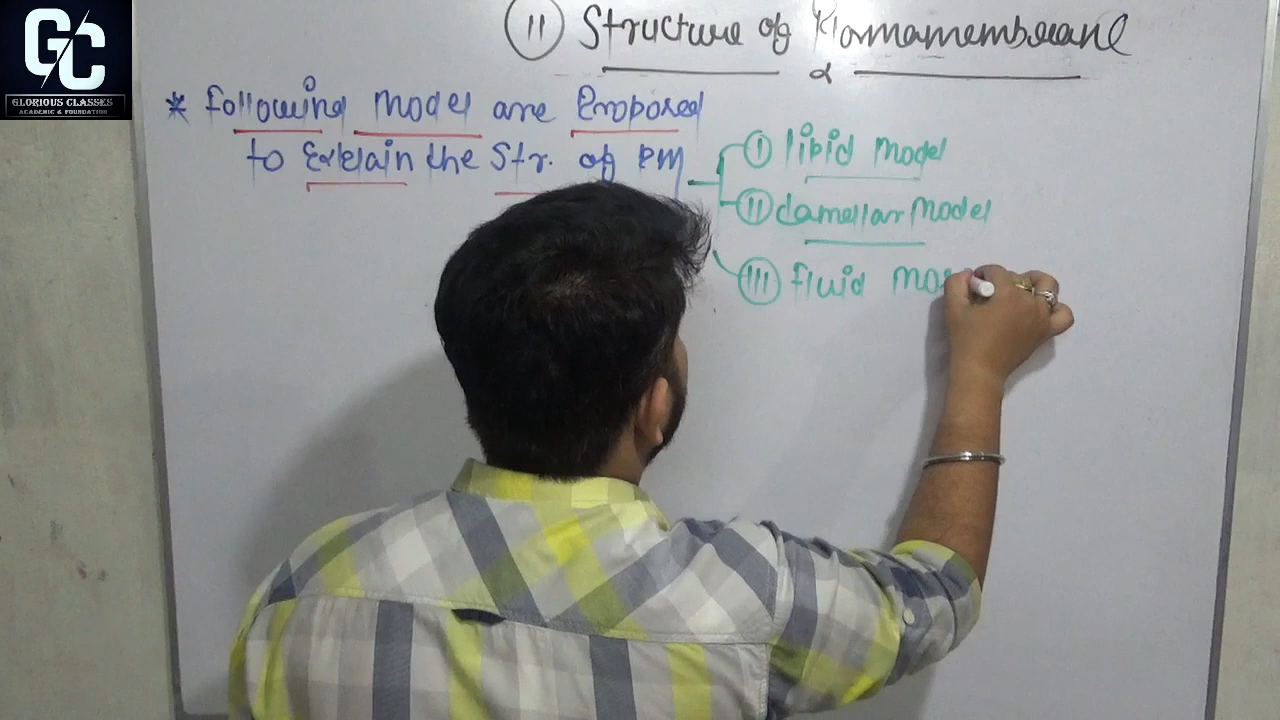 GC
GLORIOUS CLASSES
ACADEMIC & FOUNDATION
II Structure of Plasmamembrane
* following model are Proposed
to Explain the Str. of PM
I lipid model
II Lamellar model
III fluid mos